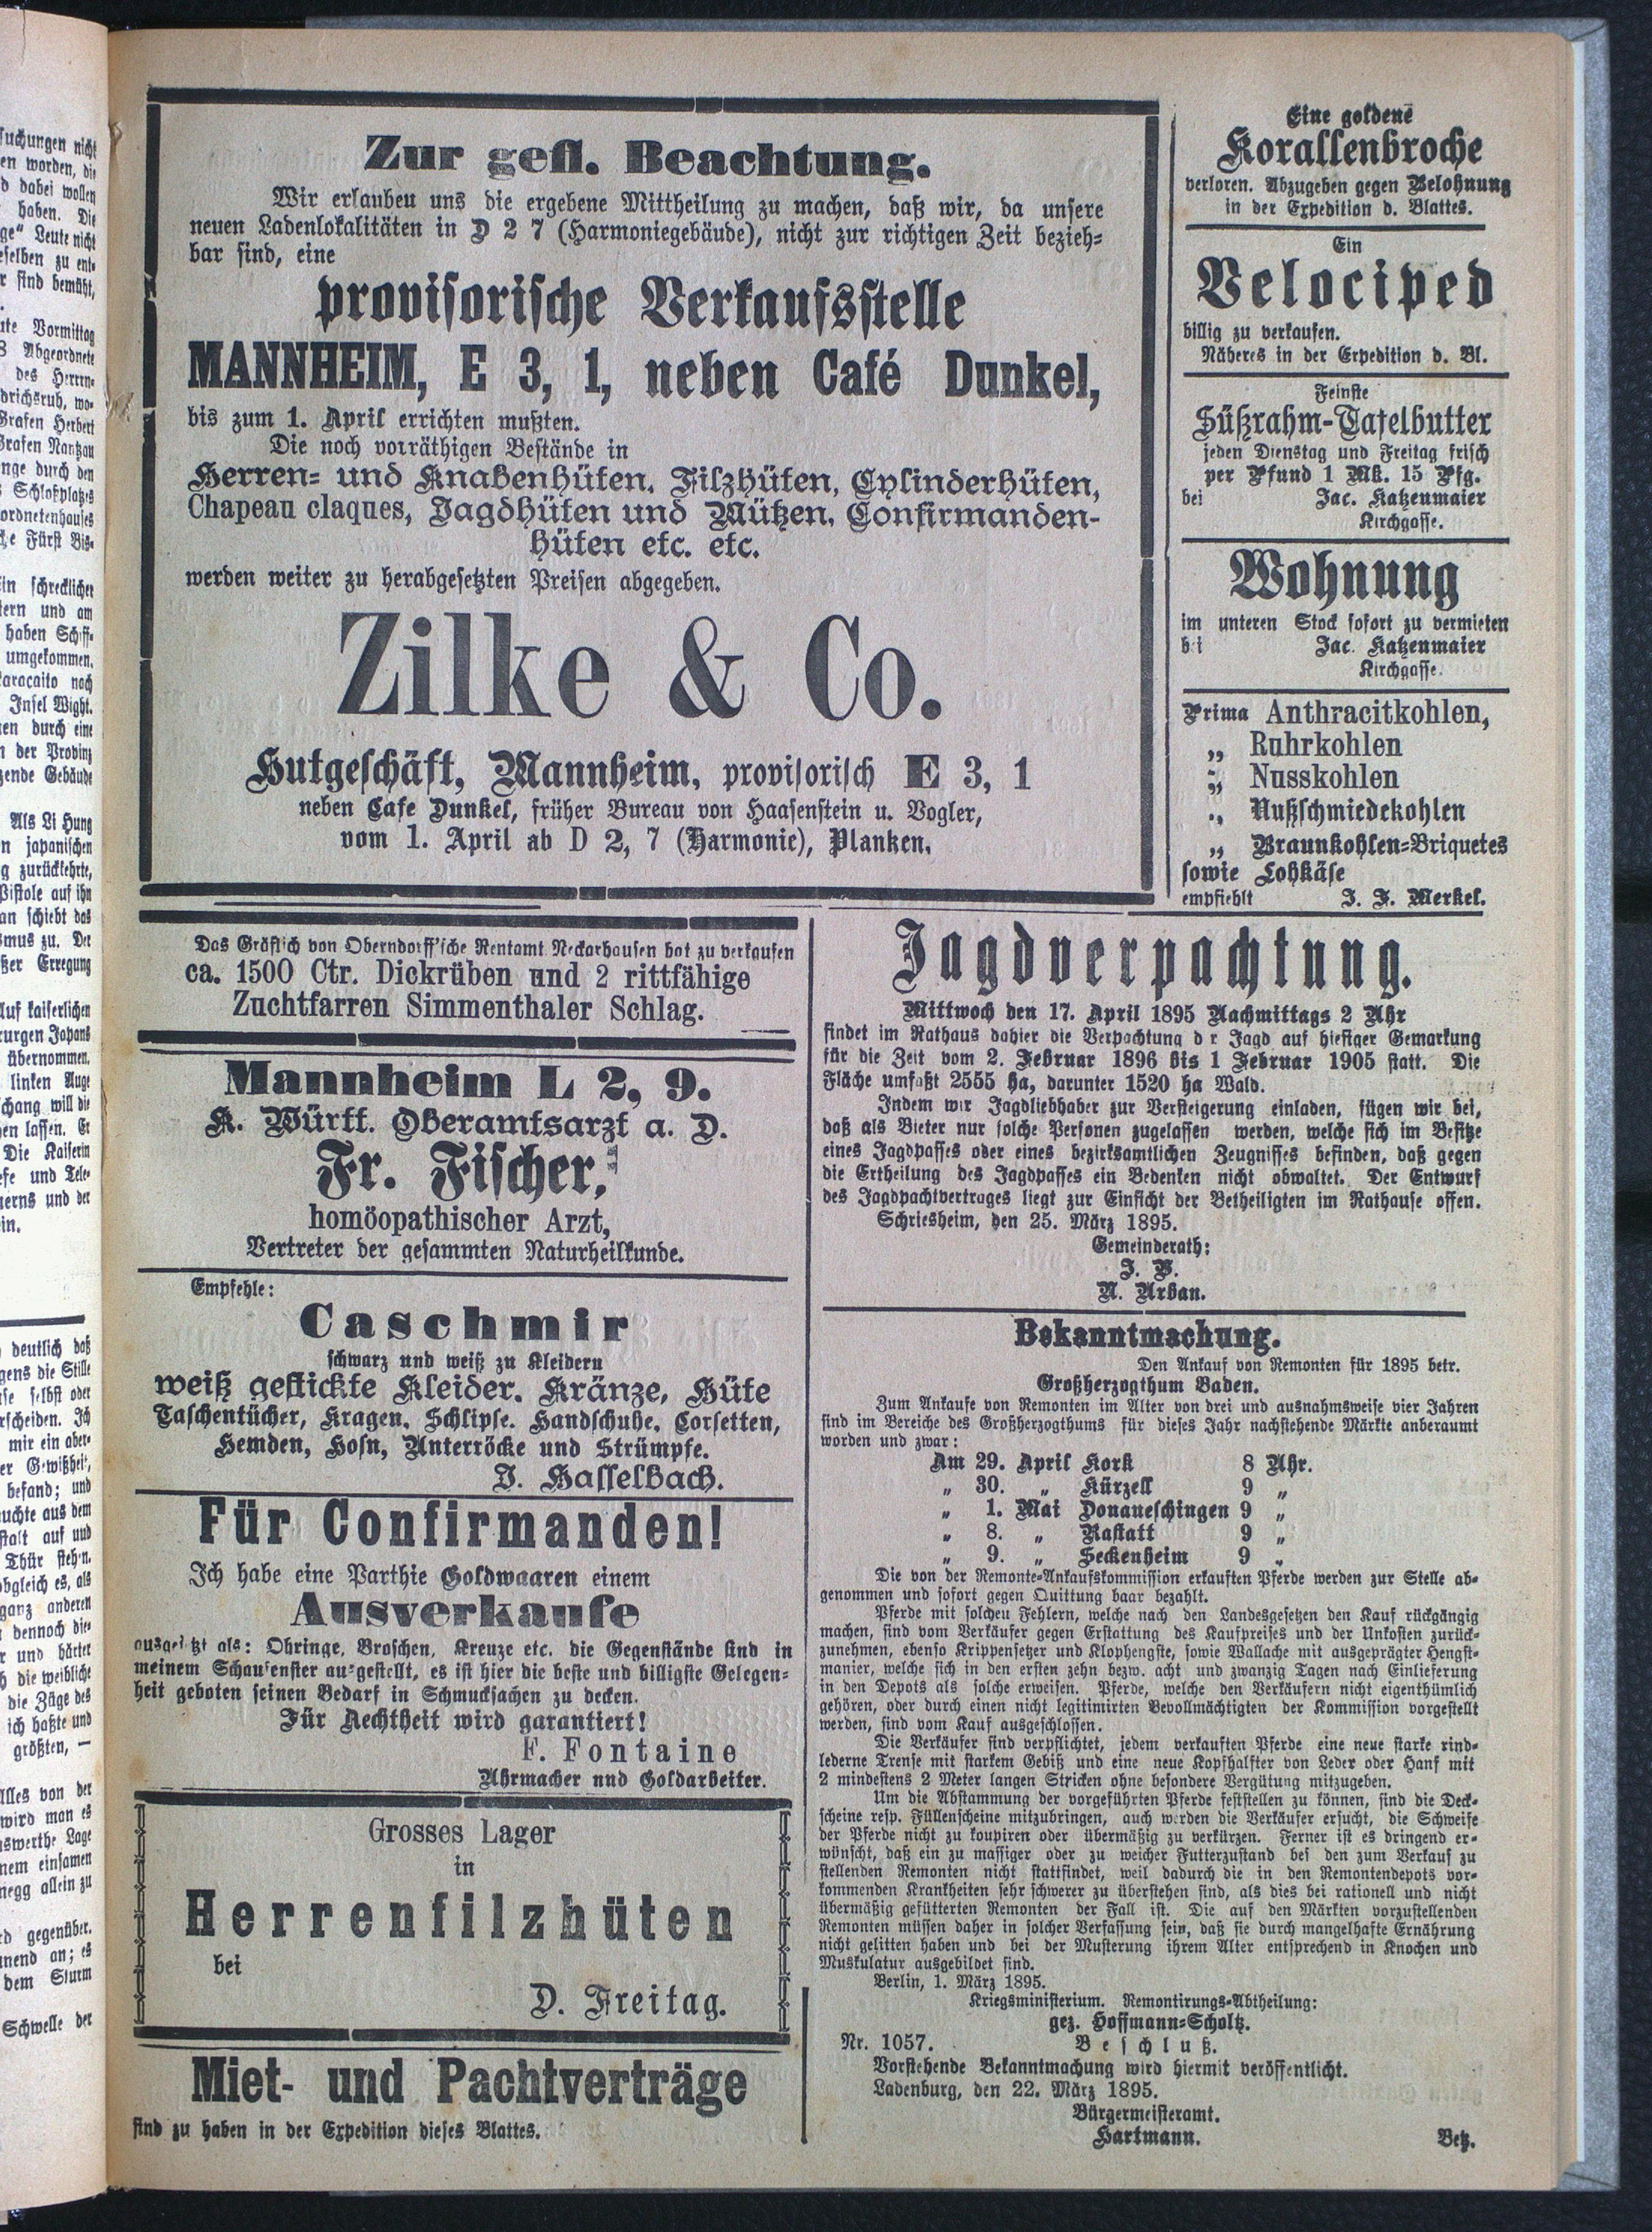 Zur gefl. Beachtung.
Wir erlauben uns die ergebene Mittheilung zu machen, daß wir, da unsere
neuen Ladenlokalitäten in D 2 7 (Harmoniegebäude), nicht zur richtigen Zeit bezieh-
bar sind, eine
provisorische Verkaufsstelle
MANNHEIM, E 3, 1, neben Café Dunkel,
bis zum 1. April errichten mußten.
Die noch vorräthigen Bestände in
Herren- und Knabenhüten, Filzhüten, Cylinderhüten,
Chapeau claques, Jagdhüten und Mützen, Confirmanden-
hüten etc. etc.
werden weiter zu herabgesetzten Preisen abgegeben.
Zilke & Co.
Hutgeschäft, Mannheim, provisorisch E 3, 1
neben Cafe Dunkel, früher Bureau von Haasenstein u. Vogler,
vom 1. April ab D 2, 7 (Harmonie), Planken.
Eine goldene
Korallenbroche
verloren. Abzugeben gegen Belohnung
in der Expedition d. Blattes.
Ein
Velociped
billig zu verkaufen.
Näheres in der Expedition d. Bl.
Feinste
Süßrahm-Tafelbutter
jeden Dienstag und Freitag frisch
per Pfund 1 Mk. 15 Pfg.
bei Jac. Katzenmaier
Kirchgasse.
Wohnung
im unteren Stock sofort zu vermieten
bei Jac. Katzenmaier
Kirchgasse.
Prima Anthracitkohlen,
„ Ruhrkohlen
„ Nusskohlen
„ Nußschmiedekohlen
„ Braunkohlen-Briquetes
sowie Lohkäse
empfiehlt J. F. Merkel.
Das Gräflich von Oberndorff'sche Rentamt Neckarhausen hat zu verkaufen
ca. 1500 Ctr. Dickrüben und 2 rittfähige
Zuchtfarren Simmenthaler Schlag.
Mannheim L 2, 9.
K. Württ. Oberamtsarzt a. D.
Fr. Fischer,
homöopathischer Arzt,
Vertreter der gesammten Naturheilkunde.
Empfehle:
Caschmir
schwarz und weiß zu Kleidern
weiß gestickte Kleider, Kränze, Hüte
Taschentücher, Kragen, Schlipse, Handschuhe, Corsetten,
Hemden, Hosn, Unterröcke und Strümpfe.
J. Hasselbach.
Für Confirmanden!
Ich habe eine Parthie Goldwaaren einem
Ausverkaufe
ausgesetzt als: Ohringe, Broschen, Kreuze etc. die Gegenstände sind in
meinem Schaufenster ausgestellt, es ist hier die beste und billigste Gelegen-
heit geboten seinen Bedarf in Schmucksachen zu decken.
Für Aechtheit wird garantiert!
F. Fontaine
Uhrmacher und Goldarbeiter.
Grosses Lager
in
Herrenfilzhüten
bei
D. Freitag.
Miet- und Pachtverträge
sind zu haben in der Expedition dieses Blattes.
Jagdverpachtung.
Mittwoch den 17. April 1895 Nachmittags 2 Uhr
findet im Rathaus dahier die Verpachtung d r Jagd auf hiesiger Gemarkung
für die Zeit vom 2. Februar 1896 bis 1 Februar 1905 statt. Die
Fläche umfaßt 2555 ha, darunter 1520 ha Wald.
Indem wir Jagdliebhaber zur Versteigerung einladen, fügen wir bei,
daß als Bieter nur solche Personen zugelassen werden, welche sich im Besitze
eines Jagdpasses oder eines bezirksamtlichen Zeugnisses befinden, daß gegen
die Ertheilung des Jagdpasses ein Bedenken nicht obwaltet. Der Entwurf
des Jagdpachtvertrages liegt zur Einsicht der Betheiligten im Rathause offen.
Schriesheim, den 25. März 1895.
Gemeinderath:
J. V.
A. Urban.
Bekanntmachung.
Den Ankauf von Remonten für 1895 betr.
Großherzogthum Baden.
Zum Ankaufe von Remonten im Alter von drei und ausnahmsweise vier Jahren
sind im Bereiche des Großherzogthums für dieses Jahr nachstehende Märkte anberaumt
worden und zwar:
Am 29. April Kork 8 Uhr.
„ 30. „ Kürzell 9 „
„ 1. Mai Donaueschingen 9 „
„ 8. „ Rastatt 9 „
„ 9. „ Seckenheim 9 „
Die von der Remonte-Ankaufskommission erkauften Pferde werden zur Stelle ab-
genommen und sofort gegen Quittung baar bezahlt.
Pferde mit solchen Fehlern, welche nach den Landesgesetzen den Kauf rückgängig
machen, sind vom Verkäufer gegen Erstattung des Kaufpreises und der Unkosten zurück-
zunehmen, ebenso Krippensetzer und Klophengste, sowie Wallache mit ausgeprägter Hengst-
manier, welche sich in den ersten zehn bezw. acht und zwanzig Tagen nach Einlieferung
in den Depots als solche erweisen. Pferde, welche den Verkäufern nicht eigenthümlich
gehören, oder durch einen nicht legitimirten Bevollmächtigten der Kommission vorgestellt
werden, sind vom Kauf ausgeschlossen.
Die Verkäufer sind verpflichtet, jedem verkauften Pferde eine neue starke rind-
lederne Trense mit starkem Gebiß und eine neue Kopfhalfter von Leder oder Hanf mit
2 mindestens 2 Meter langen Stricken ohne besondere Vergütung mitzugeben.
Um die Abstammung der vorgeführten Pferde feststellen zu können, sind die Deck-
scheine resp. Füllenscheine mitzubringen, auch werden die Verkäufer ersucht, die Schweife
der Pferde nicht zu koupiren oder übermäßig zu verkürzen. Ferner ist es dringend er-
wünscht, daß ein zu massiger oder zu weicher Futterzustand bei den zum Verkauf zu
stellenden Remonten nicht stattfindet, weil dadurch die in den Remontendepots vor-
kommenden Krankheiten sehr schwerer zu überstehen sind, als dies bei rationell und nicht
übermäßig gefütterten Remonten der Fall ist. Die auf den Märkten vorzustellenden
Remonten müssen daher in solcher Verfassung sein, daß sie durch mangelhafte Ernährung
nicht gelitten haben und bei der Musterung ihrem Alter entsprechend in Knochen und
Muskulatur ausgebildet sind.
Berlin, 1. März 1895.
Kriegsministerium. Remontirungs-Abtheilung:
gez. Hoffmann-Scholtz.
Nr. 1057. Beschluß.
Vorstehende Bekanntmachung wird hiermit veröffentlicht.
Ladenburg, den 22. März 1895.
Bürgermeisteramt.
Hartmann. Betz.